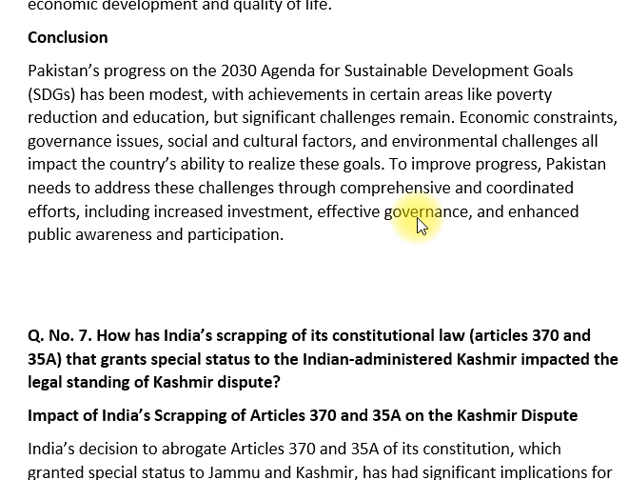 economic development and quality of life.
Conclusion
Pakistan’s progress on the 2030 Agenda for Sustainable Development Goals
(SDGs) has been modest, with achievements in certain areas like poverty
reduction and education, but significant challenges remain. Economic constraints,
governance issues, social and cultural factors, and environmental challenges all
impact the country’s ability to realize these goals. To improve progress, Pakistan
needs to address these challenges through comprehensive and coordinated
efforts, including increased investment, effective governance, and enhanced
public awareness and participation.
Q. No. 7. How has India’s scrapping of its constitutional law (articles 370 and
35A) that grants special status to the Indian-administered Kashmir impacted the
legal standing of Kashmir dispute?
Impact of India’s Scrapping of Articles 370 and 35A on the Kashmir Dispute
India’s decision to abrogate Articles 370 and 35A of its constitution, which
granted special status to Jammu and Kashmir, has had significant implications for